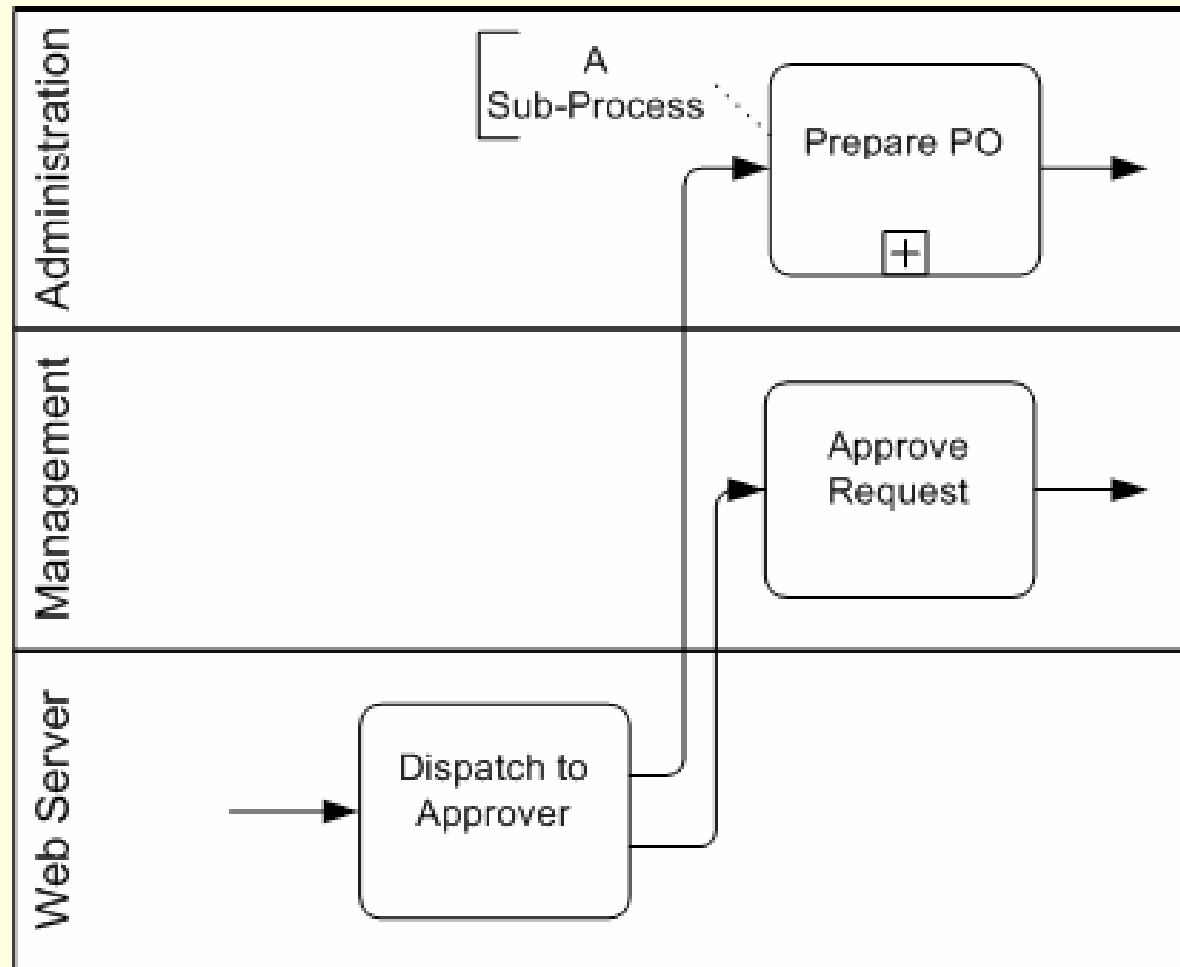 Administration
A
Sub-Process
Prepare PO
Management
Approve
Request
Web Server
Dispatch to
Approver